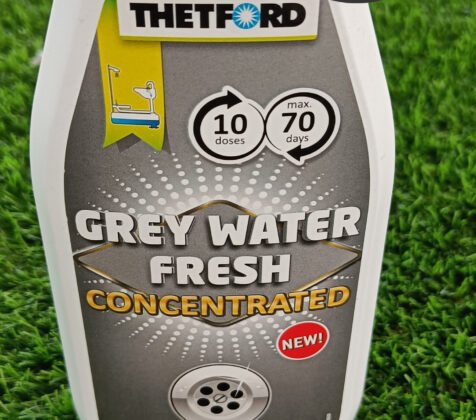 THETFORD
10
doses
max.
70
days
GREY WATER
FRESH
CONCENTRATED
NEW!